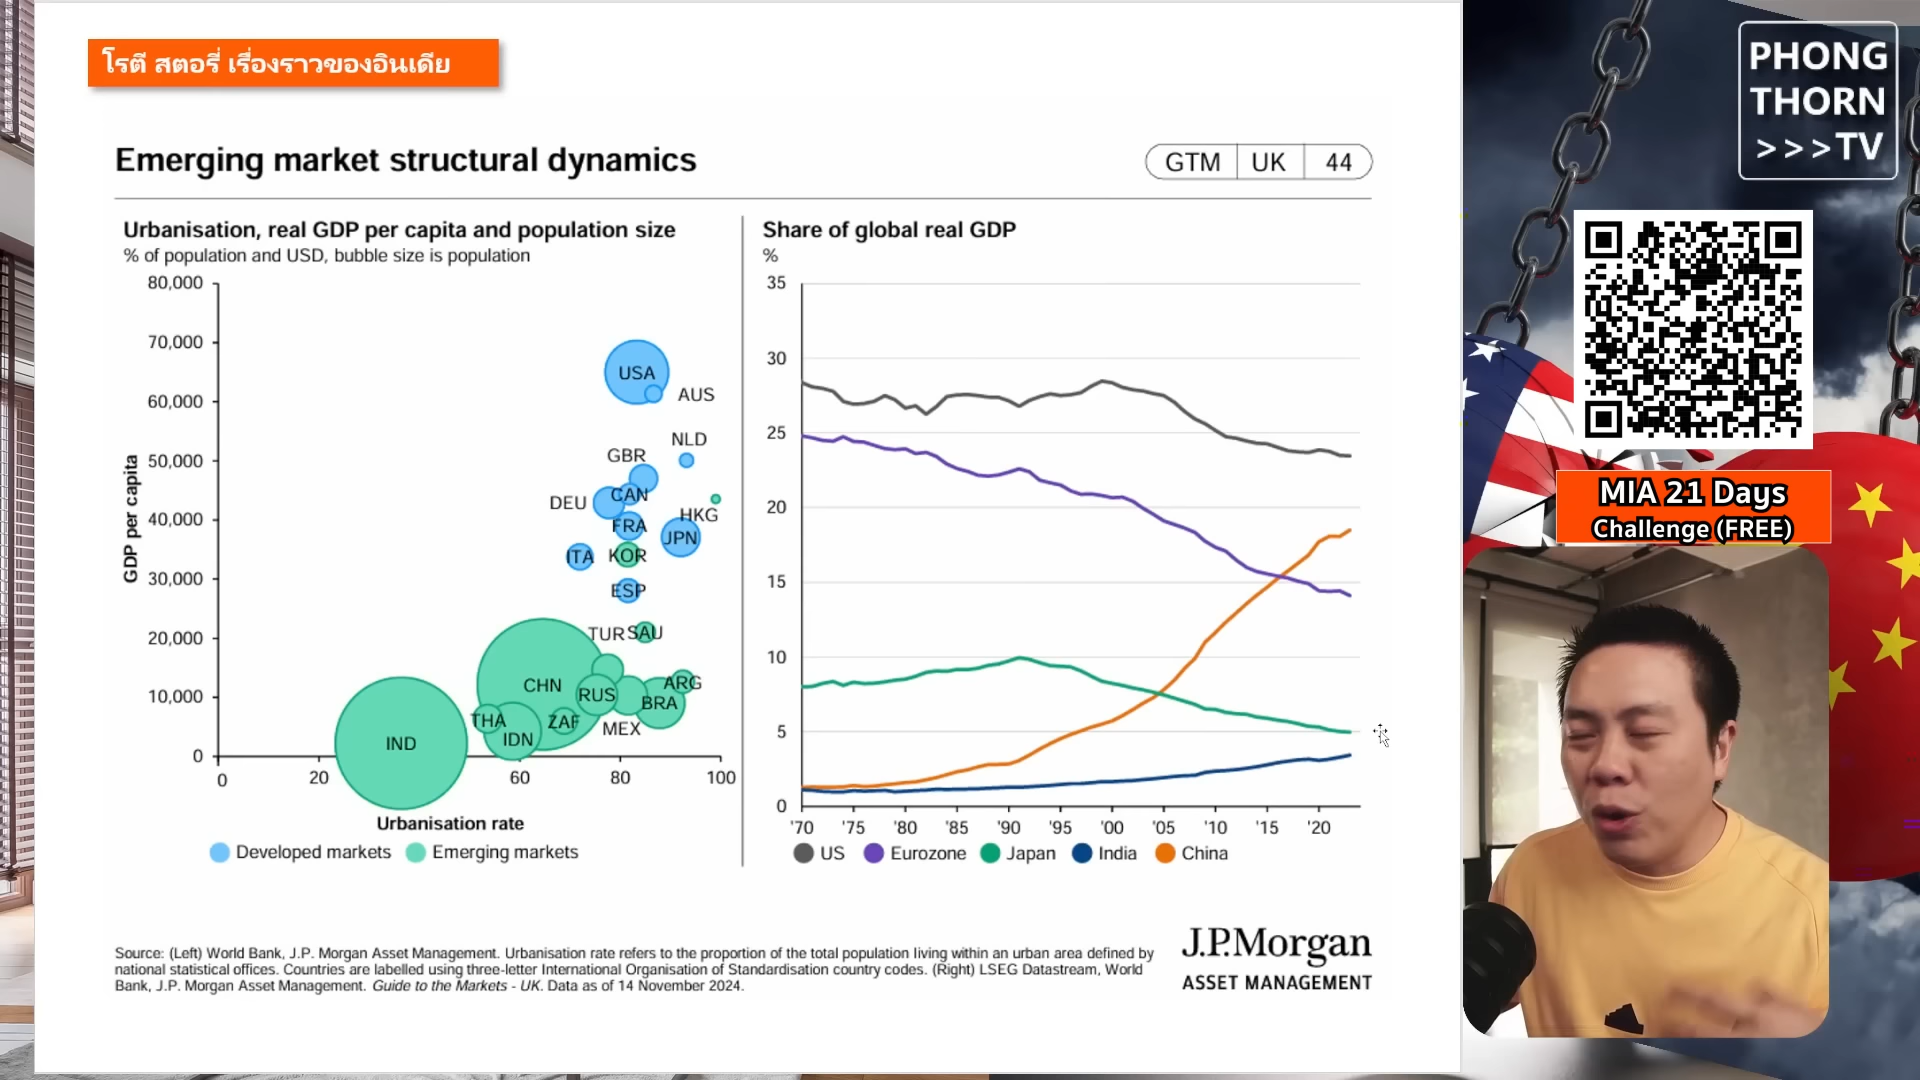 โรตี สตอรี่ เรื่องราวของอินเดีย
Emerging market structural dynamics
GTM UK 44
Urbanisation, real GDP per capita and population size
% of population and USD, bubble size is population
80,000
70,000
60,000
50,000
40,000
30,000
20,000
10,000
0
GDP per capita
USA
AUS
NLD
GBR
DEU
CAN
HKG
FRA
JPN
ITA
KOR
ESP
TUR
SAU
CHN
RUS
ARG
BRA
THA
ZAF
MEX
IDN
IND
0 20 60 80 100
Urbanisation rate
Developed markets Emerging markets
Share of global real GDP
%
35
30
25
20
15
10
5
0
'70 '75 '80 '85 '90 '95 '00 '05 '10 '15 '20
US Eurozone Japan India China
Source: (Left) World Bank, J.P. Morgan Asset Management. Urbanisation rate refers to the proportion of the total population living within an urban area defined by
national statistical offices. Countries are labelled using three-letter International Organisation of Standardisation country codes. (Right) LSEG Datastream, World
Bank, J.P. Morgan Asset Management. Guide to the Markets - UK. Data as of 14 November 2024.
J.P.Morgan
ASSET MANAGEMENT
PHONG
THORN
>>>TV
MIA 21 Days
Challenge (FREE)